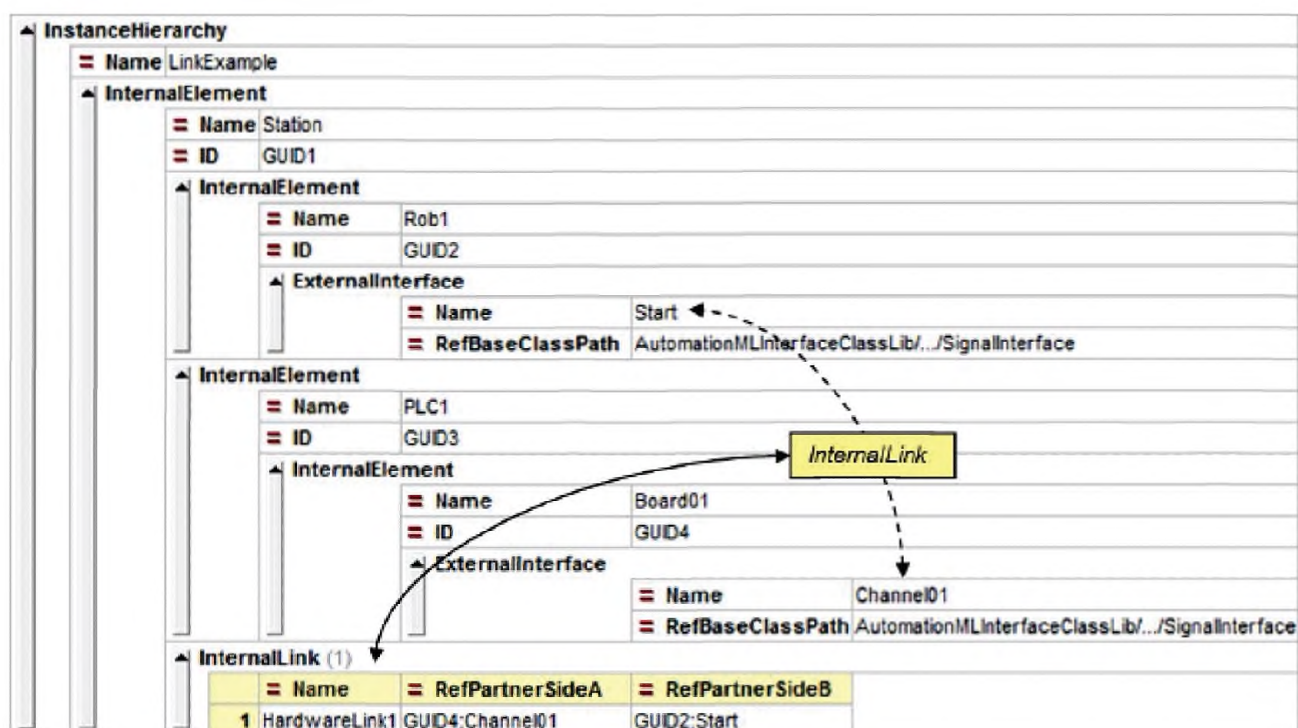 InstanceHierarchy
= Name LinkExample
InternalElement
= Name Station
= ID GUID1
InternalElement
= Name Rob1
= ID GUID2
ExternalInterface
= Name Start
= RefBaseClassPath AutomationMLInterfaceClassLib/.../SignalInterface
InternalElement
= Name PLC1
= ID GUID3
InternalLink
InternalElement
= Name Board01
= ID GUID4
ExternalInterface
= Name Channel01
= RefBaseClassPath AutomationMLInterfaceClassLib/.../SignalInterface
InternalLink (1)
= Name = RefPartnerSideA = RefPartnerSideB
1 HardwareLink1 GUID4:Channel01 GUID2:Start